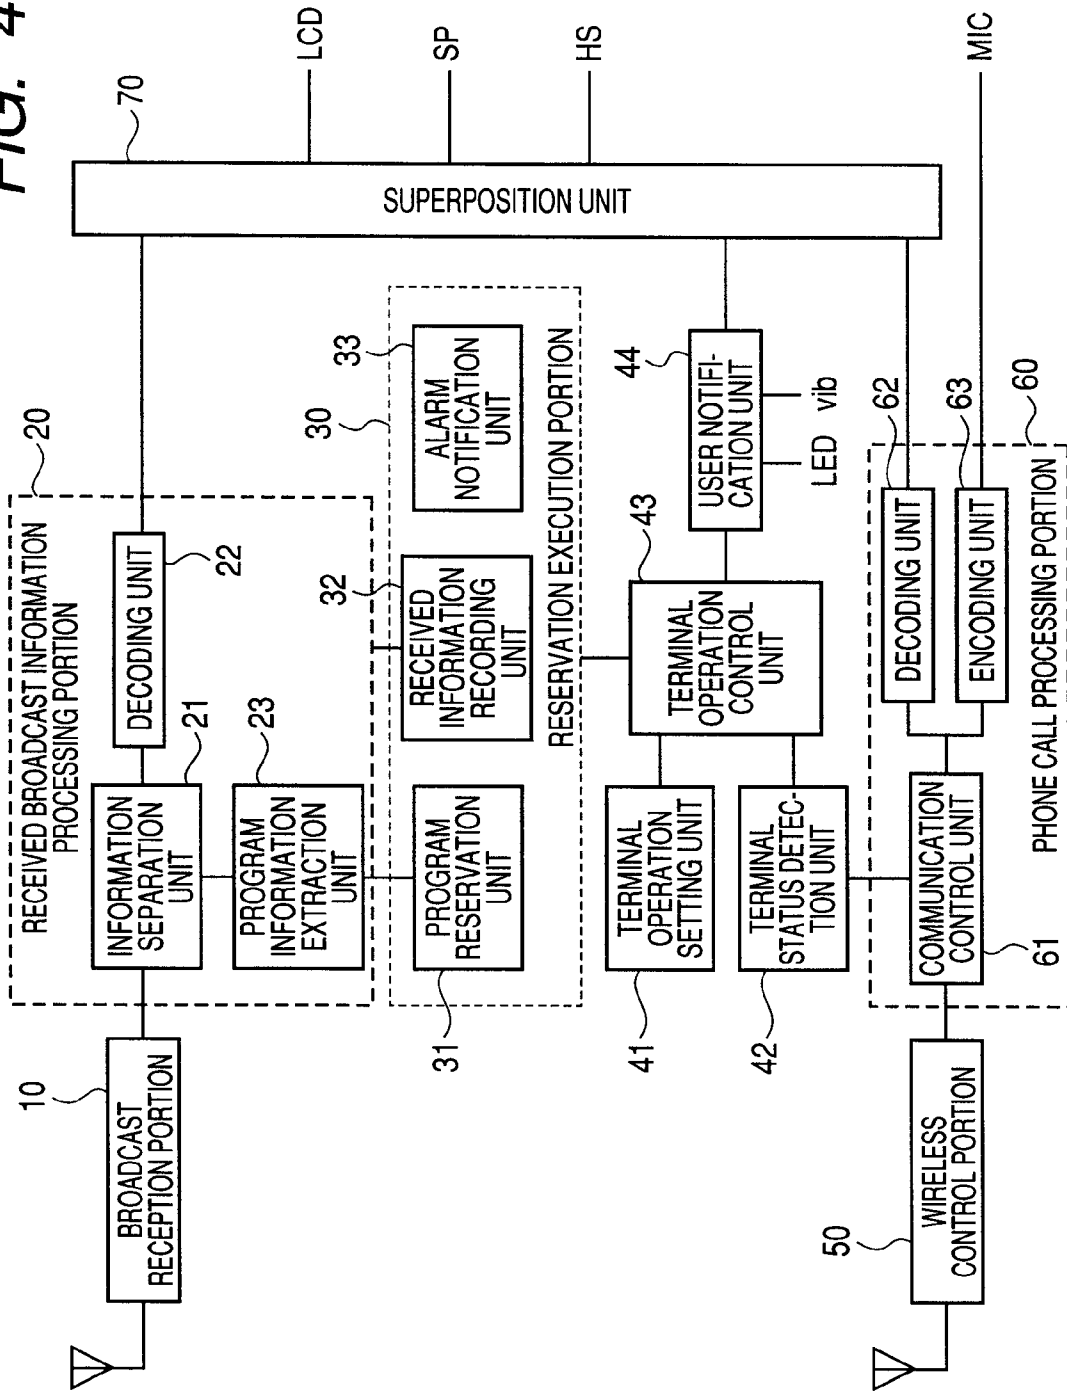 FIG. 4
10
BROADCAST
RECEPTION PORTION
20
RECEIVED BROADCAST INFORMATION
PROCESSING PORTION
INFORMATION
SEPARATION
UNIT
21
DECODING UNIT
22
PROGRAM
INFORMATION
EXTRACTION
UNIT
23
70
SUPERPOSITION UNIT
LCD
SP
HS
MIC
30
PROGRAM
RESERVATION
UNIT
31
RECEIVED
INFORMATION
RECORDING
UNIT
32
ALARM
NOTIFICATION
UNIT
33
RESERVATION EXECUTION PORTION
TERMINAL
OPERATION
SETTING UNIT
41
TERMINAL
STATUS DETEC-
TION UNIT
42
TERMINAL
OPERATION
CONTROL
UNIT
43
USER NOTIFI-
CATION UNIT
44
LED
vib
50
WIRELESS
CONTROL PORTION
COMMUNICATION
CONTROL UNIT
61
DECODING UNIT
62
ENCODING UNIT
63
PHONE CALL PROCESSING PORTION
60